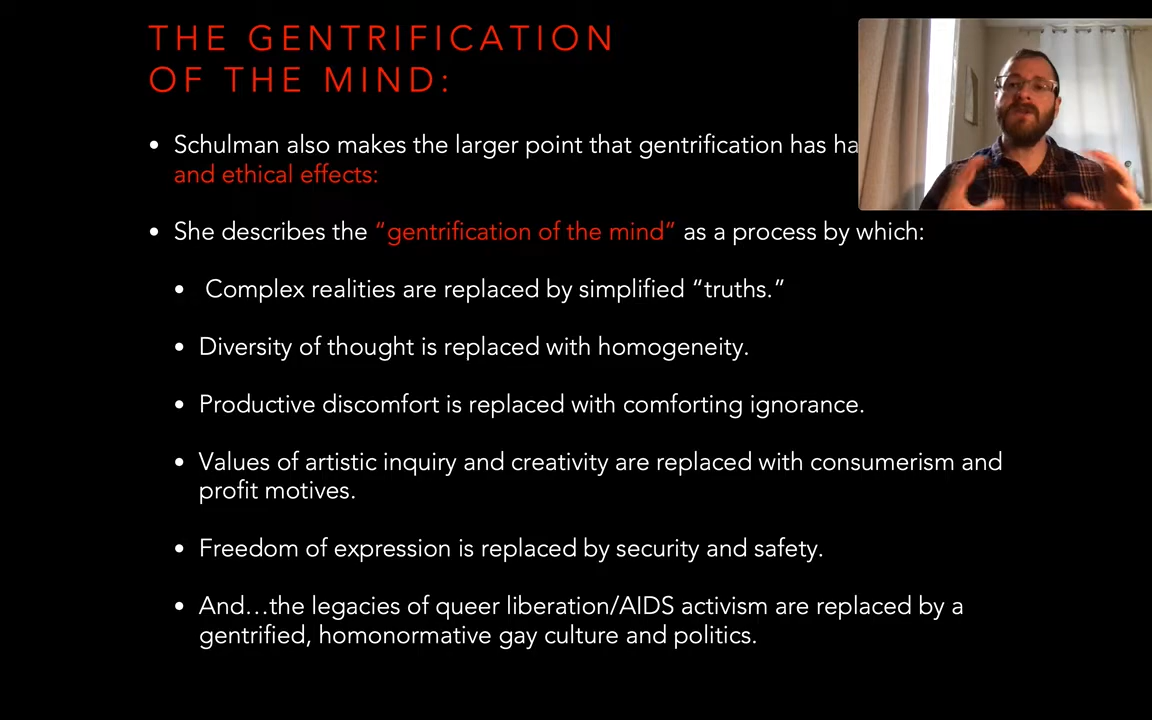 THE GENTRIFICATION
OF THE MIND:
• Schulman also makes the larger point that gentrification has
and ethical effects:
• She describes the “gentrification of the mind” as a process by which:
• Complex realities are replaced by simplified “truths.”
• Diversity of thought is replaced with homogeneity.
• Productive discomfort is replaced with comforting ignorance.
• Values of artistic inquiry and creativity are replaced with consumerism and
profit motives.
• Freedom of expression is replaced by security and safety.
• And…the legacies of queer liberation/AIDS activism are replaced by a
gentrified, homonormative gay culture and politics.